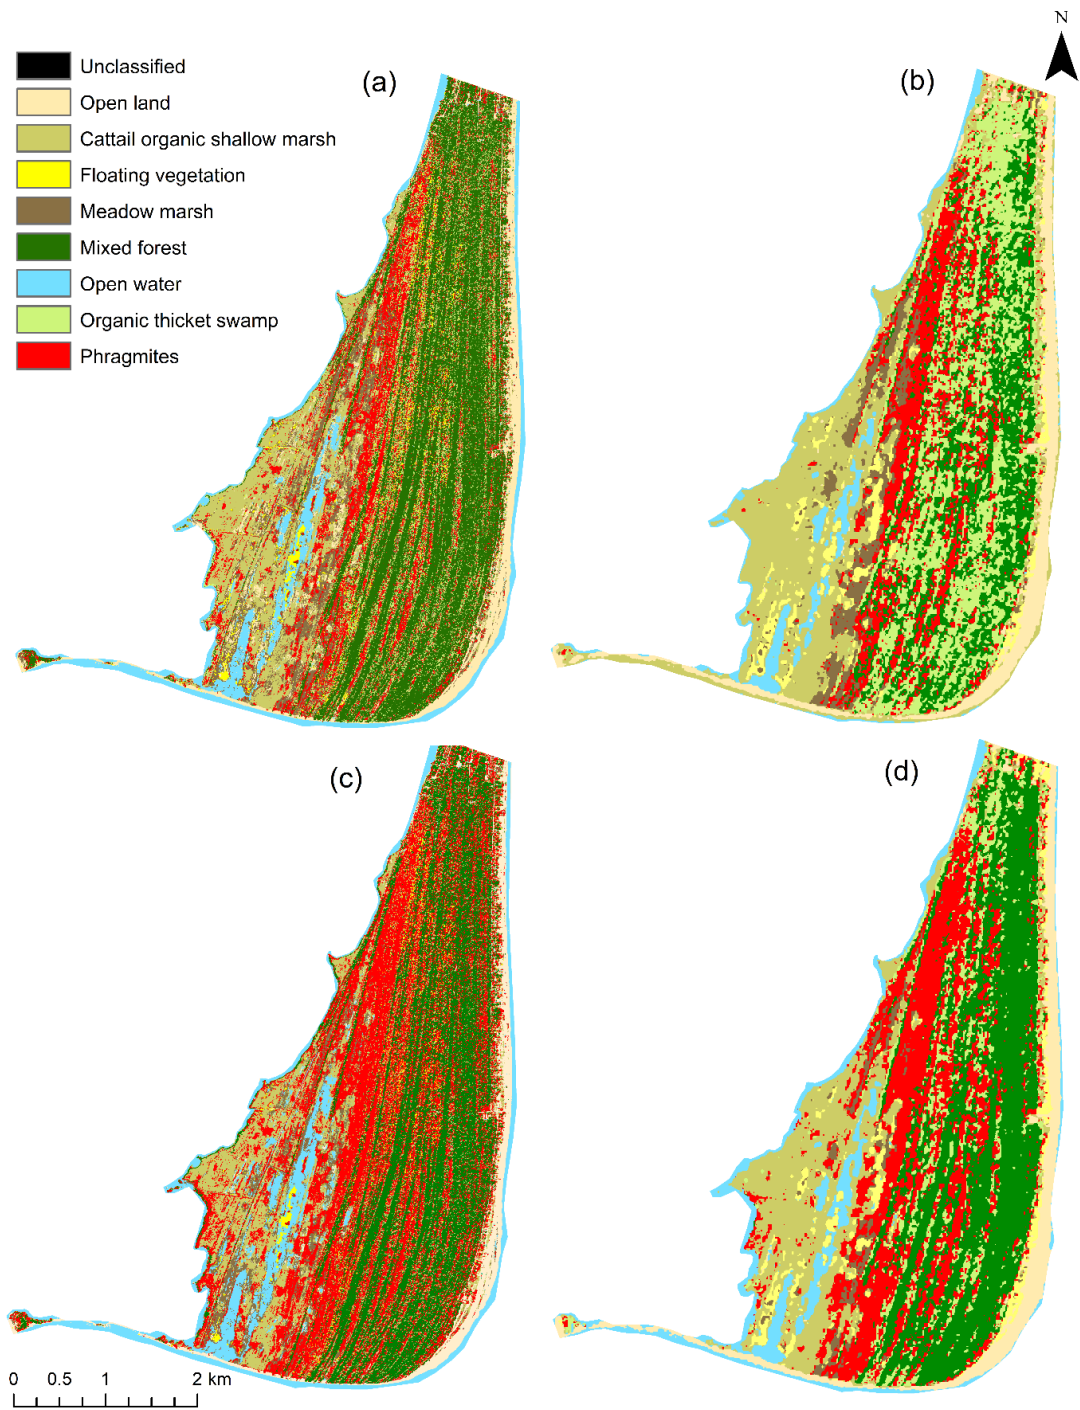 N
(a)
(b)
Unclassified
Open land
Cattail organic shallow marsh
Floating vegetation
Meadow marsh
Mixed forest
Open water
Organic thicket swamp
Phragmites
(c)
(d)
0 0.5 1 2 km